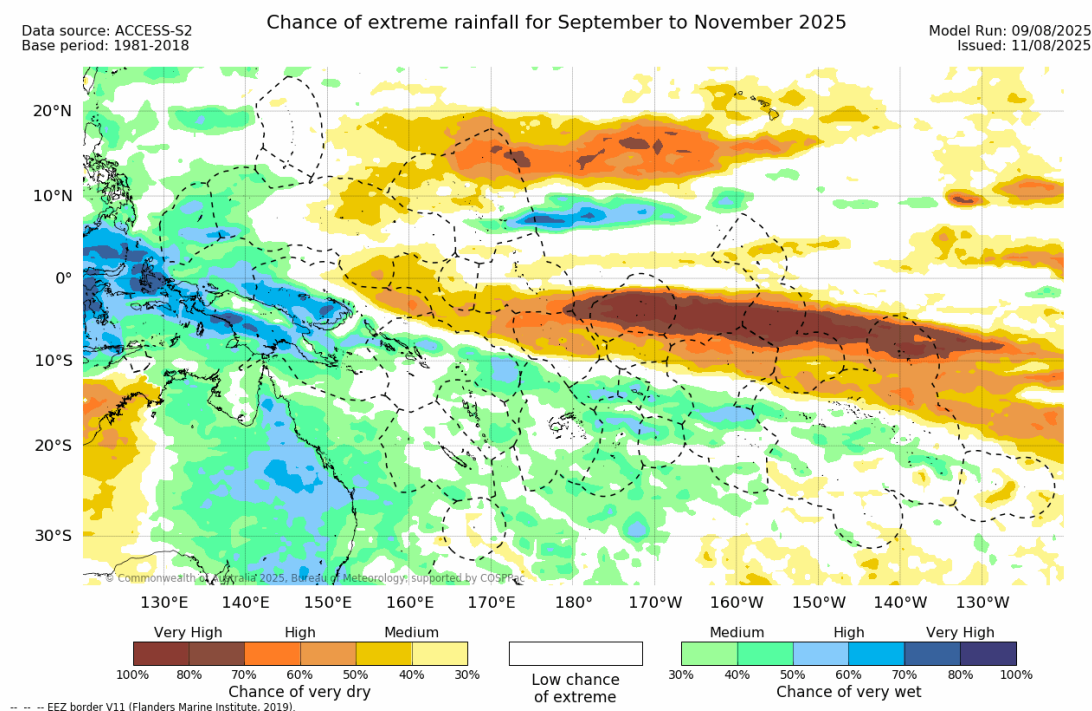 Chance of extreme rainfall for September to November 2025
Data source: ACCESS-S2
Base period: 1981-2018
Model Run: 09/08/2025
Issued: 11/08/2025
20°N
10°N
0°
10°S
20°S
30°S
© Commonwealth of Australia 2025, Bureau of Meteorology; supported by COSPPac
130°E 140°E 150°E 160°E 170°E 180° 170°W 160°W 150°W 140°W 130°W
Very High High Medium
100% 80% 70% 60% 50% 40% 30%
Chance of very dry
Low chance
of extreme
Medium High Very High
30% 40% 50% 60% 70% 80% 100%
Chance of very wet
-- -- -- EEZ border V11 (Flanders Marine Institute, 2019).